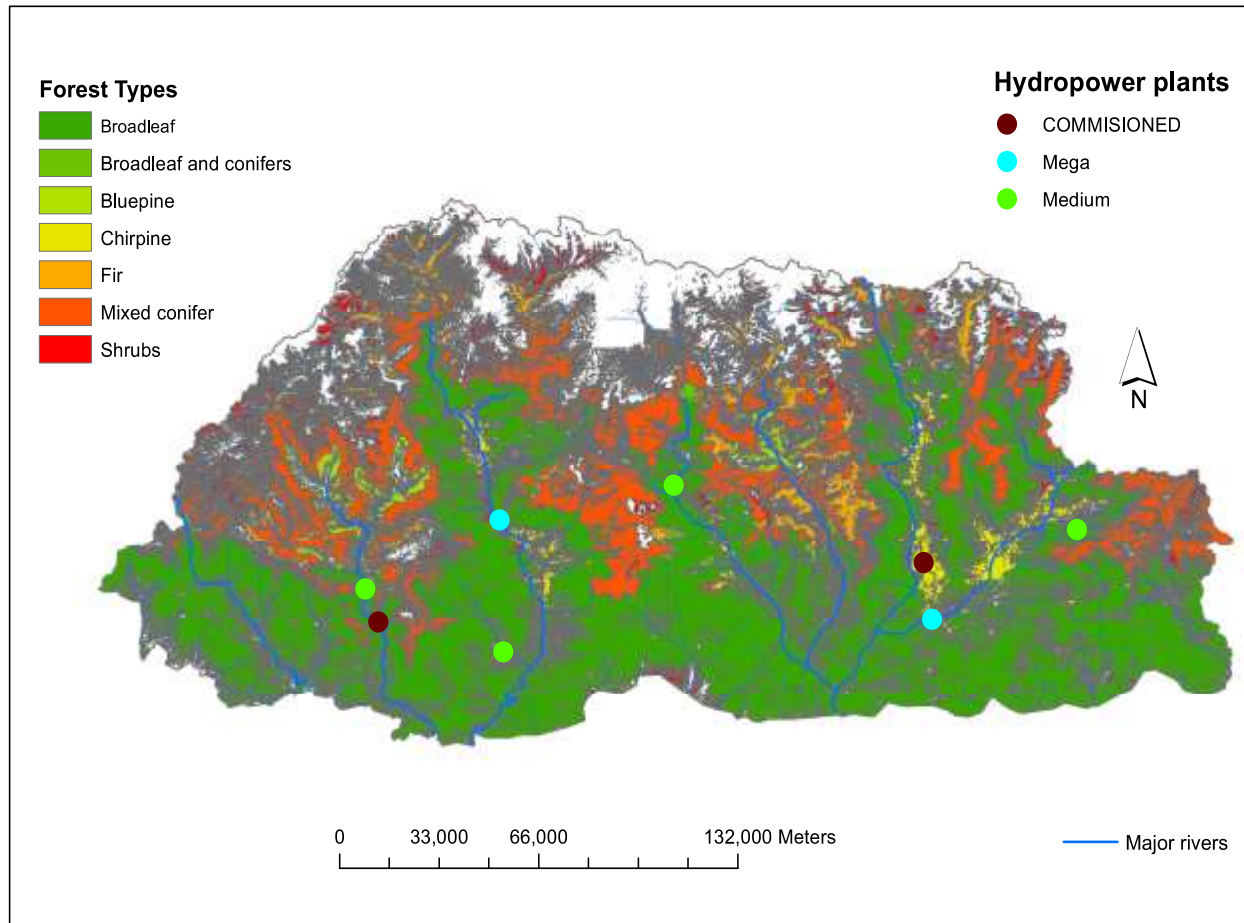 Forest Types
Broadleaf
Broadleaf and conifers
Bluepine
Chirpine
Fir
Mixed conifer
Shrubs
Hydropower plants
COMMISIONED
Mega
Medium
N
0 33,000 66,000 132,000 Meters
Major rivers